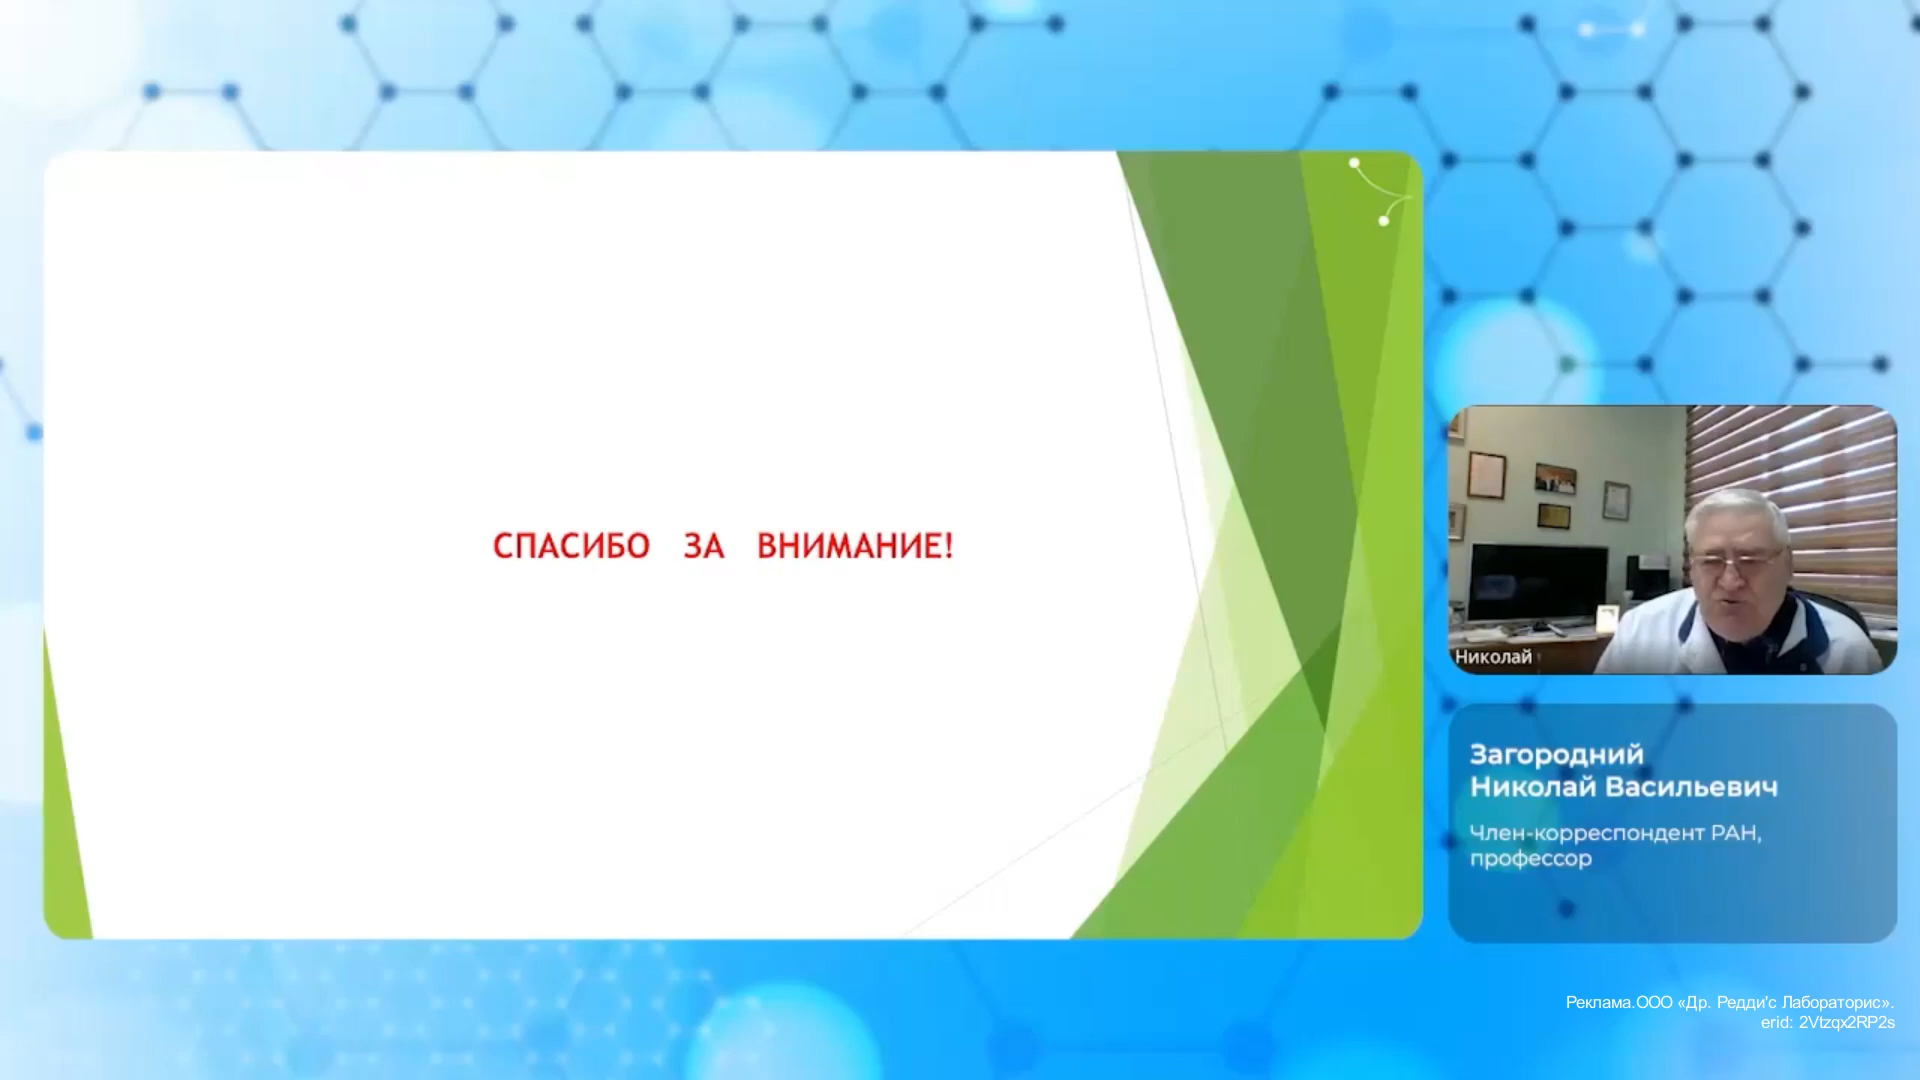 СПАСИБО ЗА ВНИМАНИЕ!
Николай
Загородний
Николай Васильевич
Член-корреспондент РАН,
профессор
Реклама.ООО «Др. Редди'с Лабораторис».
erid: 2Vtzqx2RP2s